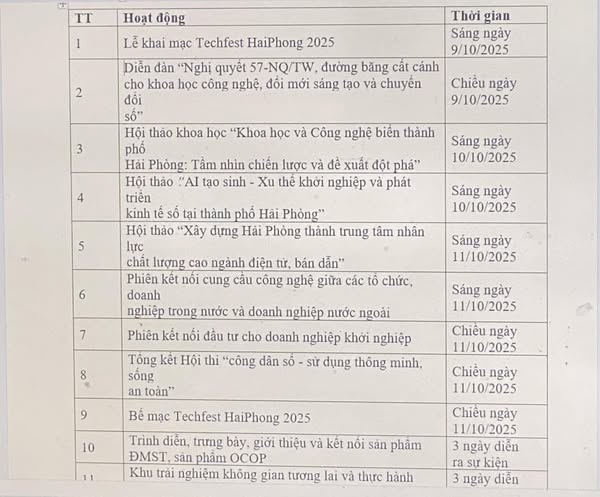 TT Hoạt động Thời gian
1 Lễ khai mạc Techfest HaiPhong 2025 Sáng ngày
9/10/2025
2 Diễn đàn “Nghị quyết 57-NQ/TW, đường băng cất cánh
cho khoa học công nghệ, đổi mới sáng tạo và chuyển
đổi
số” Chiều ngày
9/10/2025
3 Hội thảo khoa học “Khoa học và Công nghệ biển thành
phố
Hải Phòng: Tầm nhìn chiến lược và đề xuất đột phá” Sáng ngày
10/10/2025
4 Hội thảo “AI tạo sinh - Xu thế khởi nghiệp và phát
triển
kinh tế số tại thành phố Hải Phòng” Sáng ngày
10/10/2025
5 Hội thảo “Xây dựng Hải Phòng thành trung tâm nhân
lực
chất lượng cao ngành điện tử, bán dẫn” Sáng ngày
11/10/2025
6 Phiên kết nối cung cầu công nghệ giữa các tổ chức,
doanh
nghiệp trong nước và doanh nghiệp nước ngoài Sáng ngày
11/10/2025
7 Phiên kết nối đầu tư cho doanh nghiệp khởi nghiệp Chiều ngày
11/10/2025
8 Tổng kết Hội thi “công dân số - sử dụng thông minh,
sống
an toàn” Chiều ngày
11/10/2025
9 Bế mạc Techfest HaiPhong 2025 Chiều ngày
11/10/2025
10 Trình diễn, trưng bày, giới thiệu và kết nối sản phẩm
ĐMST, sản phẩm OCOP 3 ngày diễn
ra sự kiện
11 Khu trải nghiệm không gian tương lai và thực hành 3 ngày diễn